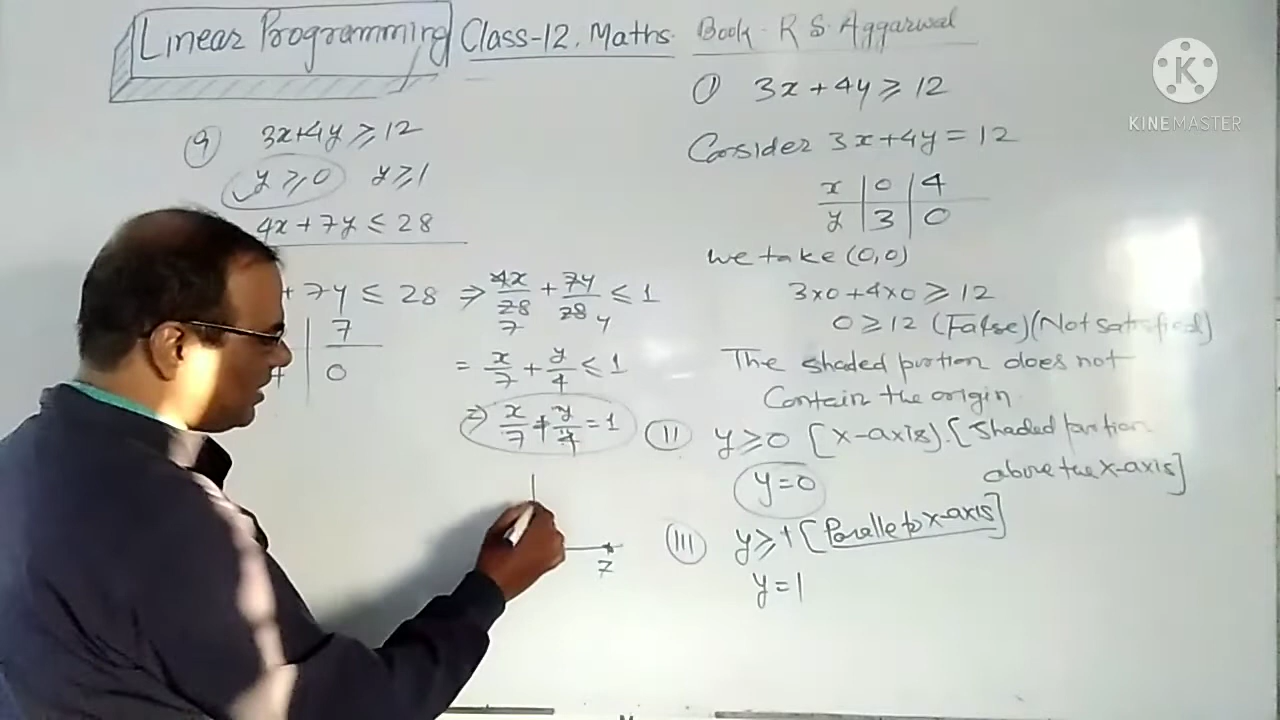 Linear Programming Class-12, Maths. Book - R S Aggarwal
9 3x+4y ≥ 12
y ≥ 0 y ≥ 1
4x + 7y ≤ 28
+ 7y ≤ 28 ⇒ 4x/28 + 7y/28 ≤ 1
7 4
7
0
= x/7 + y/4 ≤ 1
⇒ x/7 + y/4 = 1
7
① 3x + 4y ≥ 12
Consider 3x + 4y = 12
x | 0 | 4
y | 3 | 0
we take (0,0)
3x0 + 4x0 ≥ 12
0 ≥ 12 (False) (Not satisfied)
The shaded portion does not
Contain the origin.
II y ≥ 0 [x-axis). [Shaded portion
above the x-axis]
y = 0
III y ≥ 1 [Paralle to x-axis]
y = 1
K
KINEMASTER